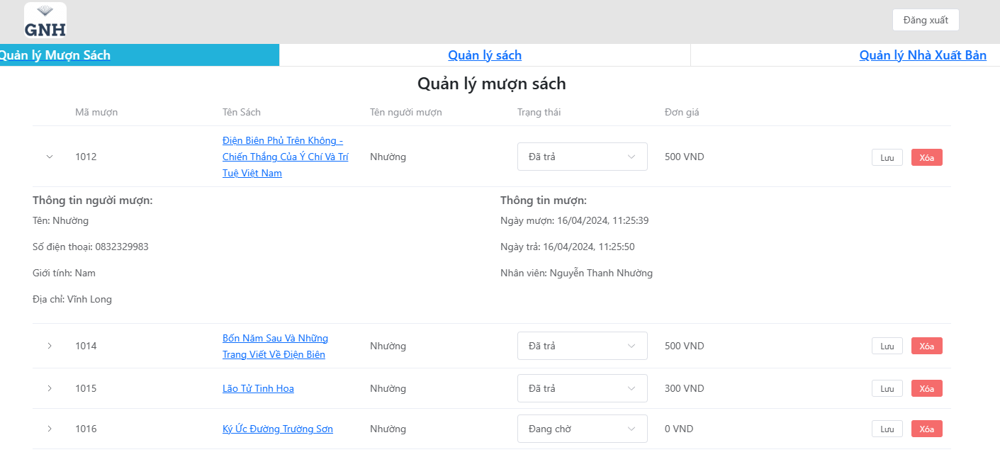 GNH
Đăng xuất
Quản lý Mượn Sách
Quản lý sách
Quản lý Nhà Xuất Bản
Quản lý mượn sách
Mã mượn
Tên Sách
Tên người mượn
Trạng thái
Đơn giá
1012
Điện Biên Phủ Trên Không -
Chiến Thắng Của Ý Chí Và Trí
Tuệ Việt Nam
Nhường
Đã trả
500 VND
Lưu
Xóa
Thông tin người mượn:
Tên: Nhường
Số điện thoại: 0832329983
Giới tính: Nam
Địa chỉ: Vĩnh Long
Thông tin mượn:
Ngày mượn: 16/04/2024, 11:25:39
Ngày trả: 16/04/2024, 11:25:50
Nhân viên: Nguyễn Thanh Nhường
1014
Bốn Năm Sau Và Những
Trang Viết Về Điện Biên
Nhường
Đã trả
500 VND
Lưu
Xóa
1015
Lão Tử Tinh Hoa
Nhường
Đã trả
300 VND
Lưu
Xóa
1016
Ký Ức Đường Trường Sơn
Nhường
Đang chờ
0 VND
Lưu
Xóa